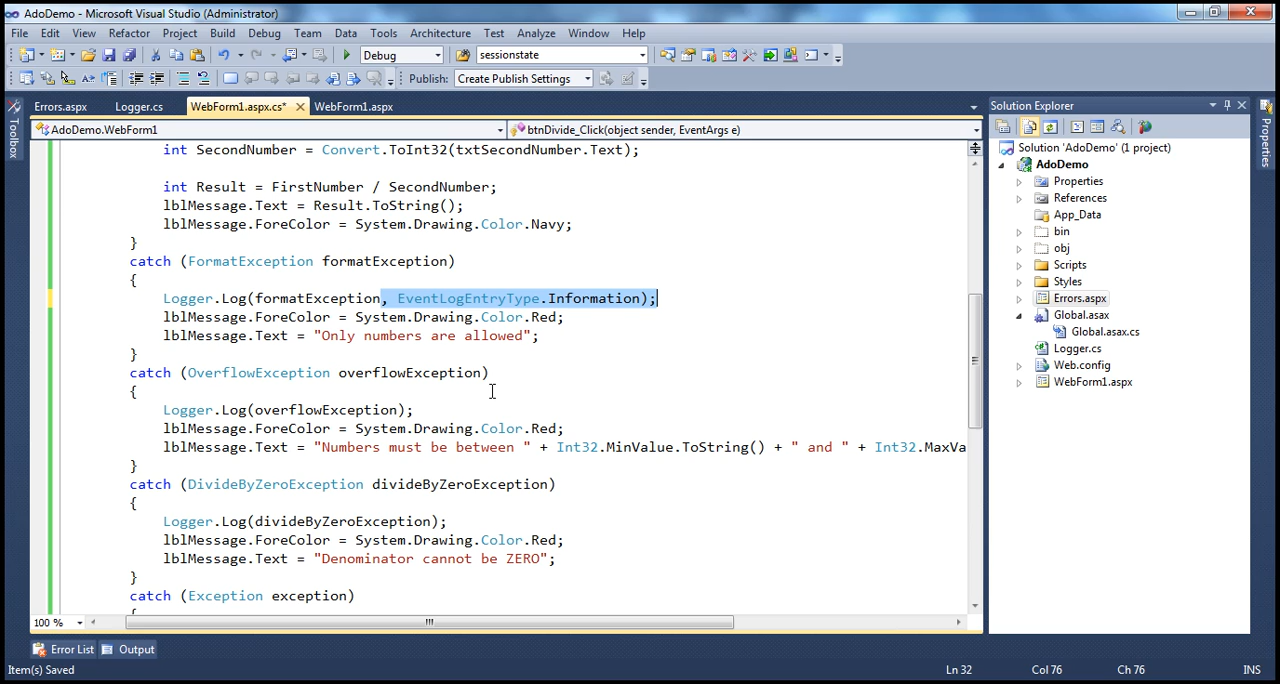 AdoDemo - Microsoft Visual Studio (Administrator)
File Edit View Refactor Project Build Debug Team Data Tools Architecture Test Analyze Window Help
Debug sessionstate
Publish: Create Publish Settings
Errors.aspx Logger.cs WebForm1.aspx.cs* WebForm1.aspx
AdoDemo.WebForm1 btnDivide_Click(object sender, EventArgs e)
int SecondNumber = Convert.ToInt32(txtSecondNumber.Text);
int Result = FirstNumber / SecondNumber;
lblMessage.Text = Result.ToString();
lblMessage.ForeColor = System.Drawing.Color.Navy;
}
catch (FormatException formatException)
{
Logger.Log(formatException, EventLogEntryType.Information);
lblMessage.ForeColor = System.Drawing.Color.Red;
lblMessage.Text = "Only numbers are allowed";
}
catch (OverflowException overflowException)
{
Logger.Log(overflowException);
lblMessage.ForeColor = System.Drawing.Color.Red;
lblMessage.Text = "Numbers must be between " + Int32.MinValue.ToString() + " and " + Int32.MaxVa
}
catch (DivideByZeroException divideByZeroException)
{
Logger.Log(divideByZeroException);
lblMessage.ForeColor = System.Drawing.Color.Red;
lblMessage.Text = "Denominator cannot be ZERO";
}
catch (Exception exception)
{
100 %
Toolbox
Solution Explorer
Solution 'AdoDemo' (1 project)
AdoDemo
Properties
References
App_Data
bin
obj
Scripts
Styles
Errors.aspx
Global.asax
Global.asax.cs
Logger.cs
Web.config
WebForm1.aspx
Properties
Error List Output
Item(s) Saved Ln 32 Col 76 Ch 76 INS